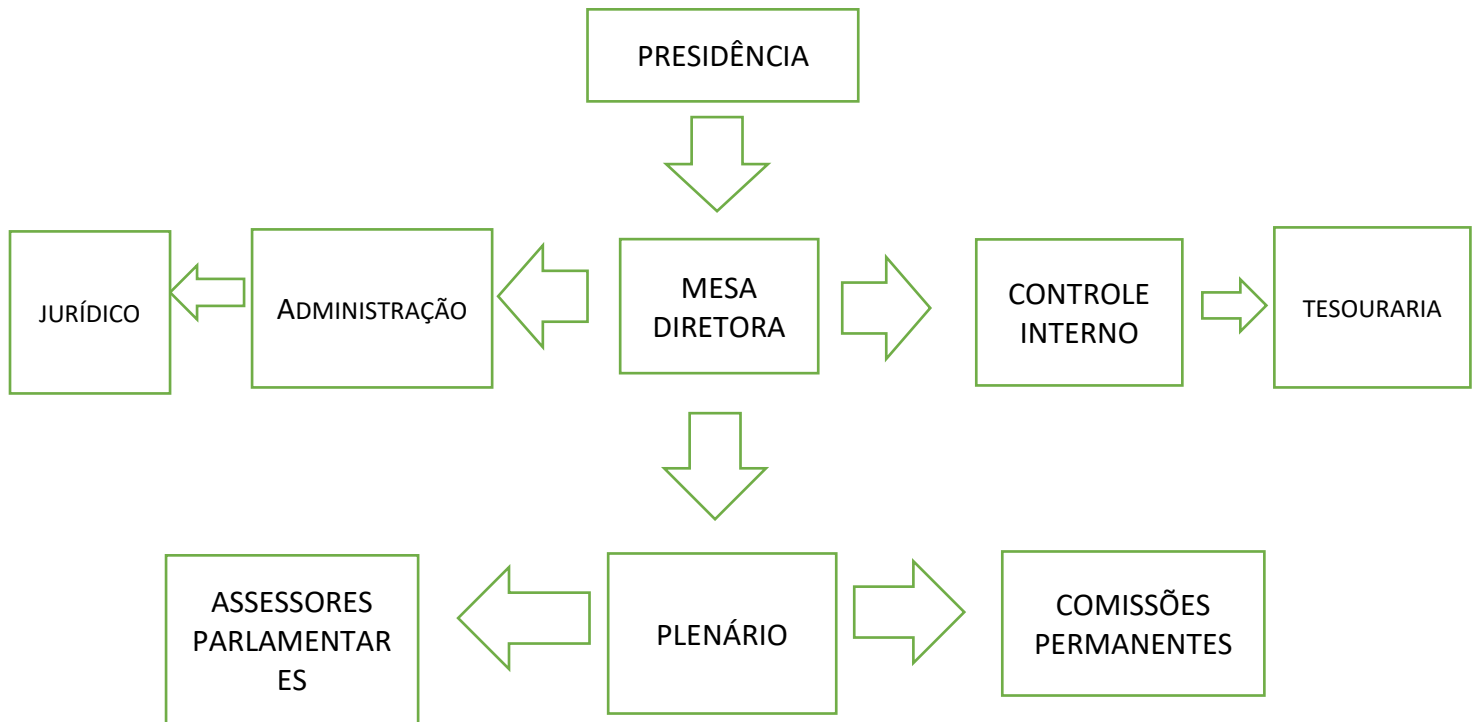 PRESIDÊNCIA
JURÍDICO
ADMINISTRAÇÃO
MESA
DIRETORA
CONTROLE
INTERNO
TESOURARIA
ASSESSORES
PARLAMENTAR
ES
PLENÁRIO
COMISSÕES
PERMANENTES